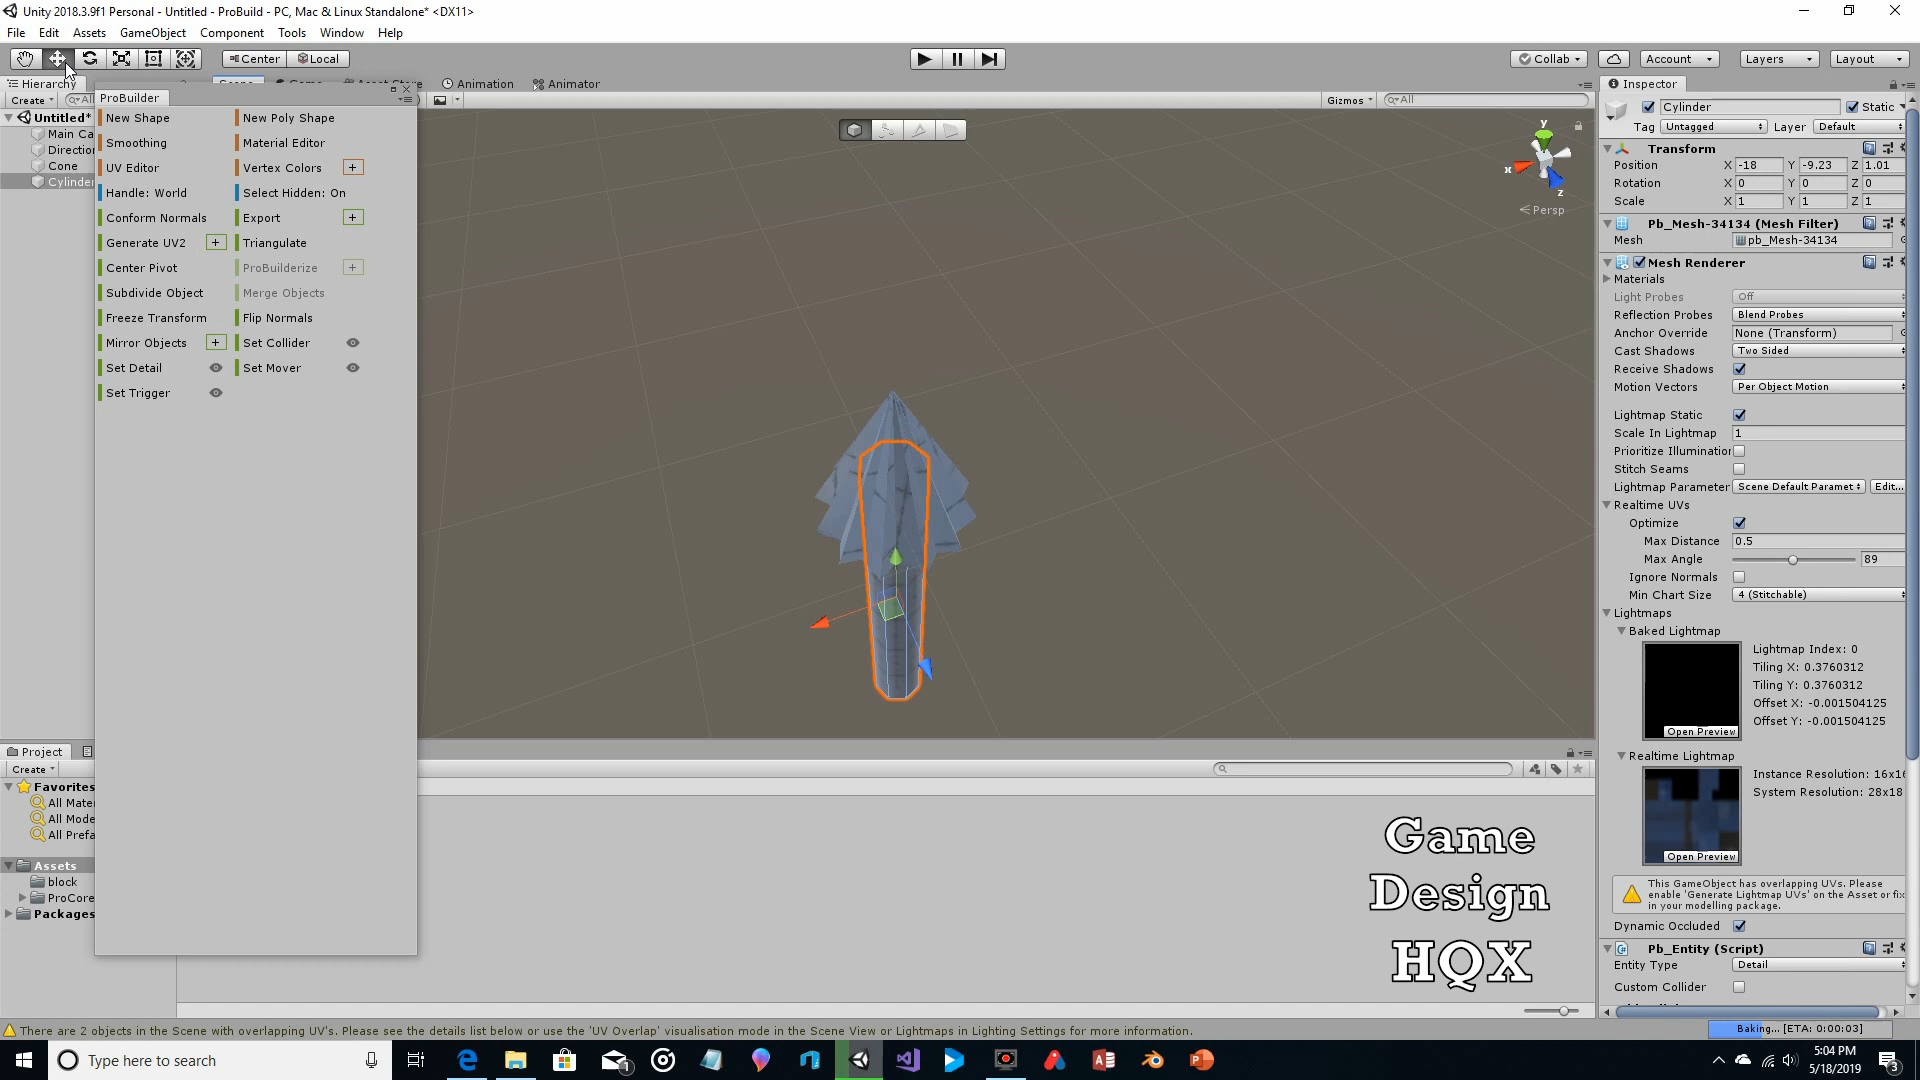 Unity 2018.3.9f1 Personal - Untitled - ProBuild - PC, Mac & Linux Standalone* <DX11>
File Edit Assets GameObject Component Tools Window Help
Center Local Collab Account Layers Layout
Hierarchy Animation Animator Inspector
Create ProBuilder Gizmos All
Untitled*
Cone
New Shape New Poly Shape
Smoothing Material Editor
UV Editor Vertex Colors +
Handle: World Select Hidden: On
Conform Normals Export +
Generate UV2 + Triangulate
Center Pivot ProBuilderize +
Subdivide Object Merge Objects
Freeze Transform Flip Normals
Mirror Objects + Set Collider
Set Detail Set Mover
Set Trigger
y
x
z
Persp
Cylinder Static
Tag Untagged Layer Default
Transform
Position X -18 Y -9.23 Z 1.01
Rotation X 0 Y 0 Z 0
Scale X 1 Y 1 Z 1
Pb_Mesh-34134 (Mesh Filter)
Mesh pb_Mesh-34134
Mesh Renderer
Materials
Light Probes Off
Reflection Probes Blend Probes
Anchor Override None (Transform)
Cast Shadows Two Sided
Receive Shadows
Motion Vectors Per Object Motion
Lightmap Static
Scale In Lightmap 1
Prioritize Illumination
Stitch Seams
Lightmap Parameter Scene Default Paramet Edit...
Realtime UVs
Optimize
Max Distance 0.5
Max Angle 89
Ignore Normals
Min Chart Size 4 (Stitchable)
Lightmaps
Baked Lightmap
Lightmap Index: 0
Tiling X: 0.3760312
Tiling Y: 0.3760312
Offset X: -0.001504125
Offset Y: -0.001504125
Open Preview
Realtime Lightmap
Instance Resolution: 16x16
System Resolution: 28x18
Open Preview
This GameObject has overlapping UVs. Please
enable 'Generate Lightmap UVs' on the Asset or fix
in your modelling package.
Dynamic Occluded
Pb_Entity (Script)
Entity Type Detail
Custom Collider
Project
Create
Favorites
All Mate
All Mode
All Prefa
Assets
block
ProCore
Packages
Game
Design
HQX
There are 2 objects in the Scene with overlapping UV's. Please see the details list below or use the 'UV Overlap' visualisation mode in the Scene View or Lightmaps in Lighting Settings for more information.
Baking... [ETA: 0:00:03]
Type here to search
5:04 PM
5/18/2019